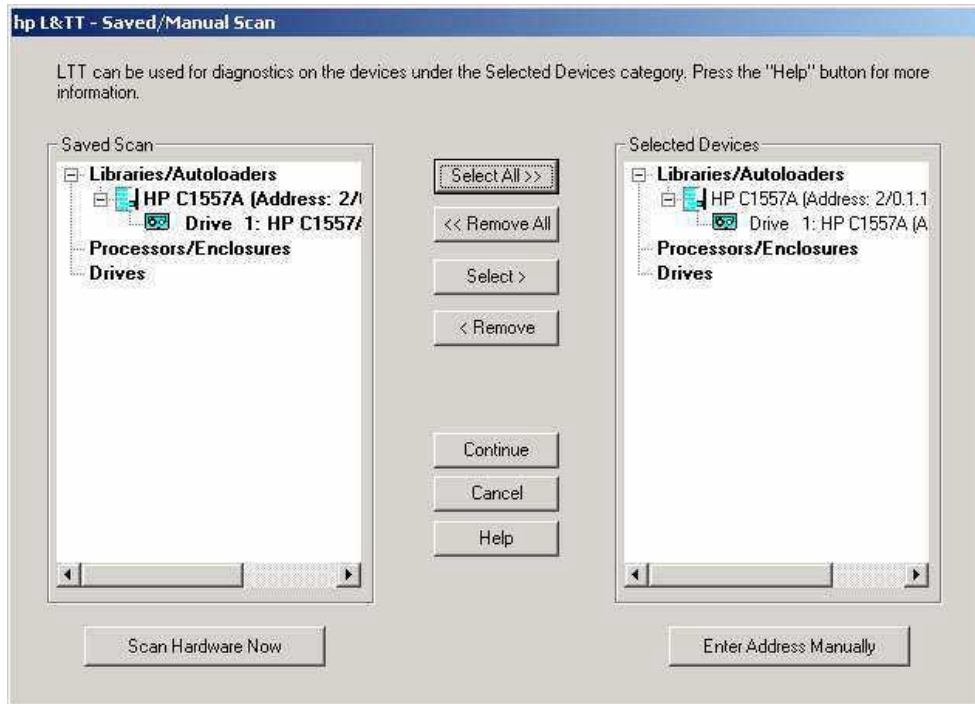 hp L&TT - Saved/Manual Scan
LTT can be used for diagnostics on the devices under the Selected Devices category. Press the "Help" button for more
information.
Saved Scan
Libraries/Autoloaders
HP C1557A (Address: 2/
Drive 1: HP C1557
Processors/Enclosures
Drives
Select All >>
<< Remove All
Select >
< Remove
Continue
Cancel
Help
Selected Devices
Libraries/Autoloaders
HP C1557A (Address: 2/0.1.1
Drive 1: HP C1557A (A
Processors/Enclosures
Drives
Scan Hardware Now
Enter Address Manually